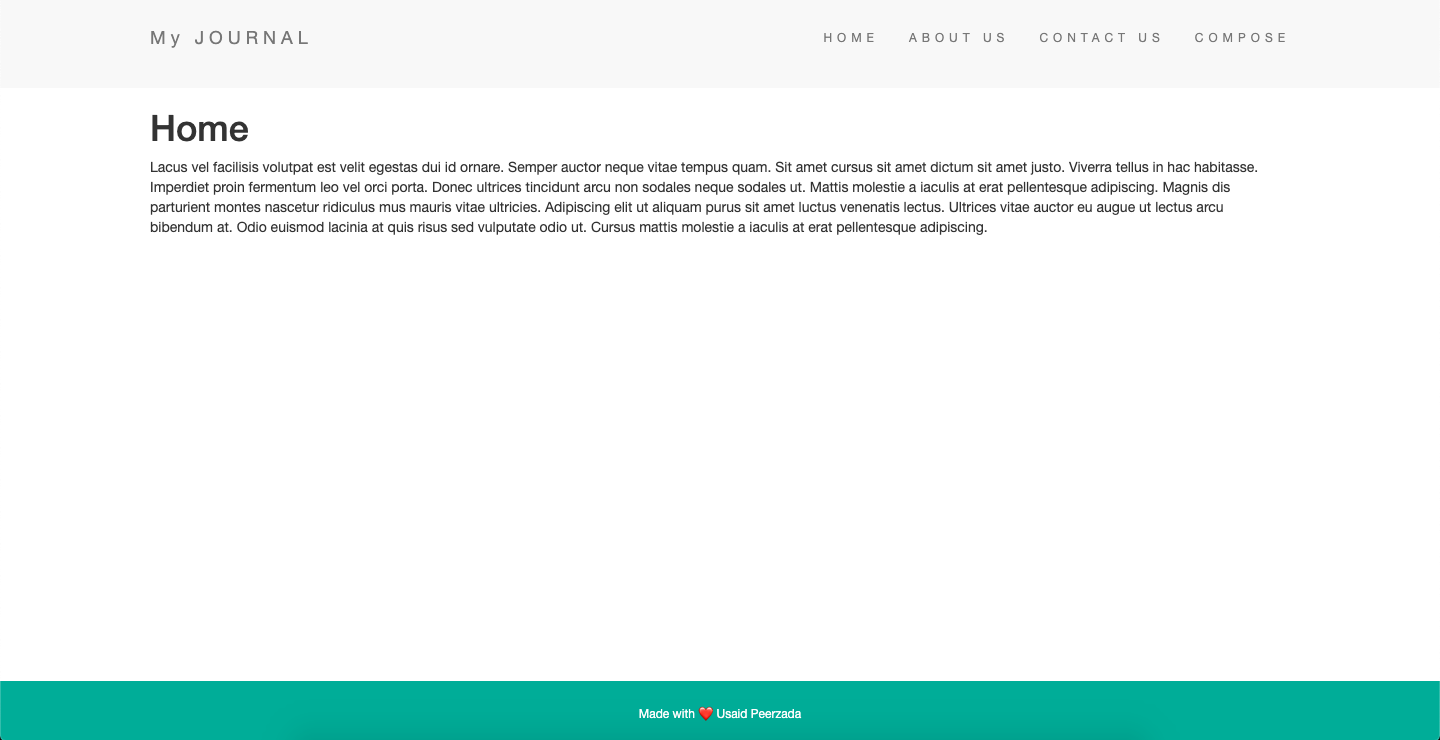 My JOURNAL
HOME ABOUT US CONTACT US COMPOSE
Home
Lacus vel facilisis volutpat est velit egestas dui id ornare. Semper auctor neque vitae tempus quam. Sit amet cursus sit amet dictum sit amet justo. Viverra tellus in hac habitasse.
Imperdiet proin fermentum leo vel orci porta. Donec ultrices tincidunt arcu non sodales neque sodales ut. Mattis molestie a iaculis at erat pellentesque adipiscing. Magnis dis
parturient montes nascetur ridiculus mus mauris vitae ultricies. Adipiscing elit ut aliquam purus sit amet luctus venenatis lectus. Ultrices vitae auctor eu augue ut lectus arcu
bibendum at. Odio euismod lacinia at quis risus sed vulputate odio ut. Cursus mattis molestie a iaculis at erat pellentesque adipiscing.
Made with ❤️ Usaid Peerzada